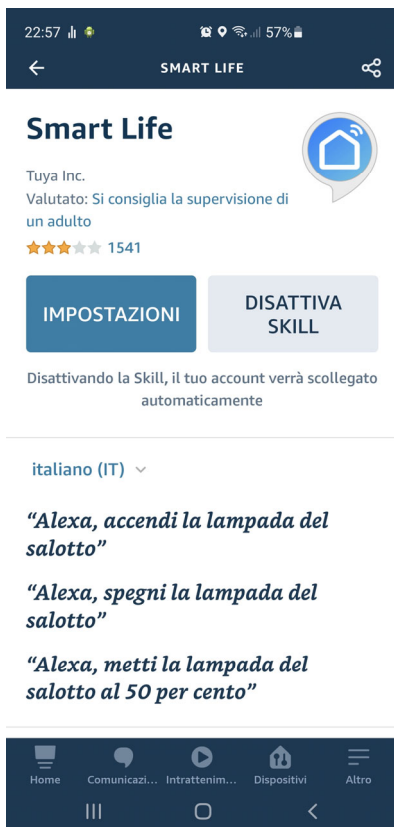 22:57 57%
SMART LIFE
Smart Life
Tuya Inc.
Valutato: Si consiglia la supervisione di
un adulto
1541
IMPOSTAZIONI
DISATTIVA
SKILL
Disattivando la Skill, il tuo account verrà scollegato
automaticamente
italiano (IT)
“Alexa, accendi la lampada del
salotto”
“Alexa, spegni la lampada del
salotto”
“Alexa, metti la lampada del
salotto al 50 per cento”
Home Comunicazi... Intrattenim... Dispositivi Altro